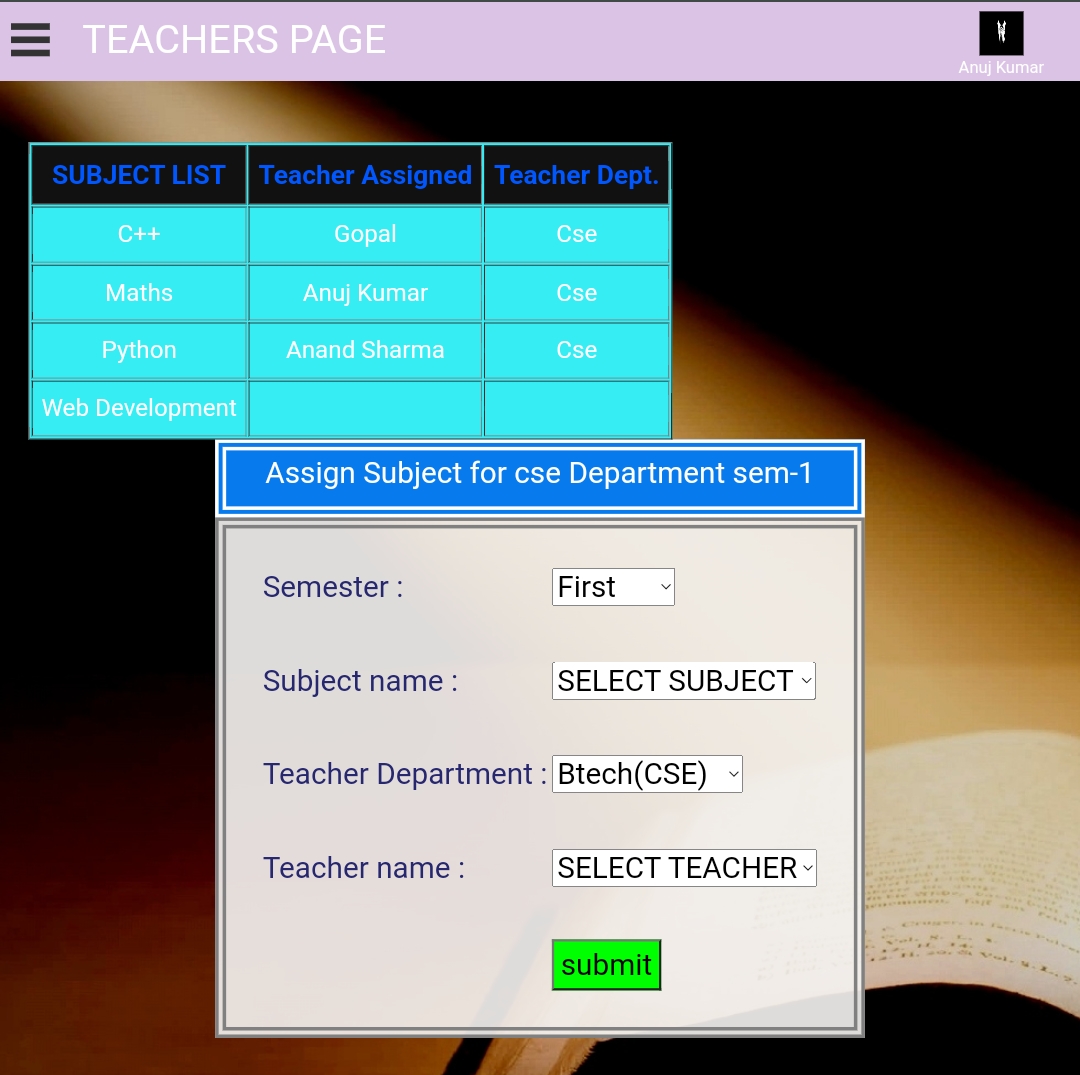 TEACHERS PAGE
Anuj Kumar
SUBJECT LIST Teacher Assigned Teacher Dept.
C++ Gopal Cse
Maths Anuj Kumar Cse
Python Anand Sharma Cse
Web Development
Assign Subject for cse Department sem-1
Semester : First
Subject name : SELECT SUBJECT
Teacher Department : Btech(CSE)
Teacher name : SELECT TEACHER
submit